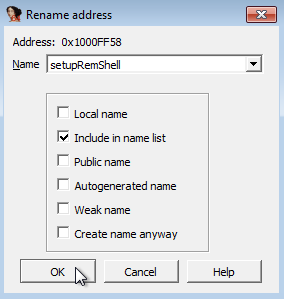 Rename address
Address: 0x1000FF58
Name setupRemShell
Local name
Include in name list
Public name
Autogenerated name
Weak name
Create name anyway
OK Cancel Help